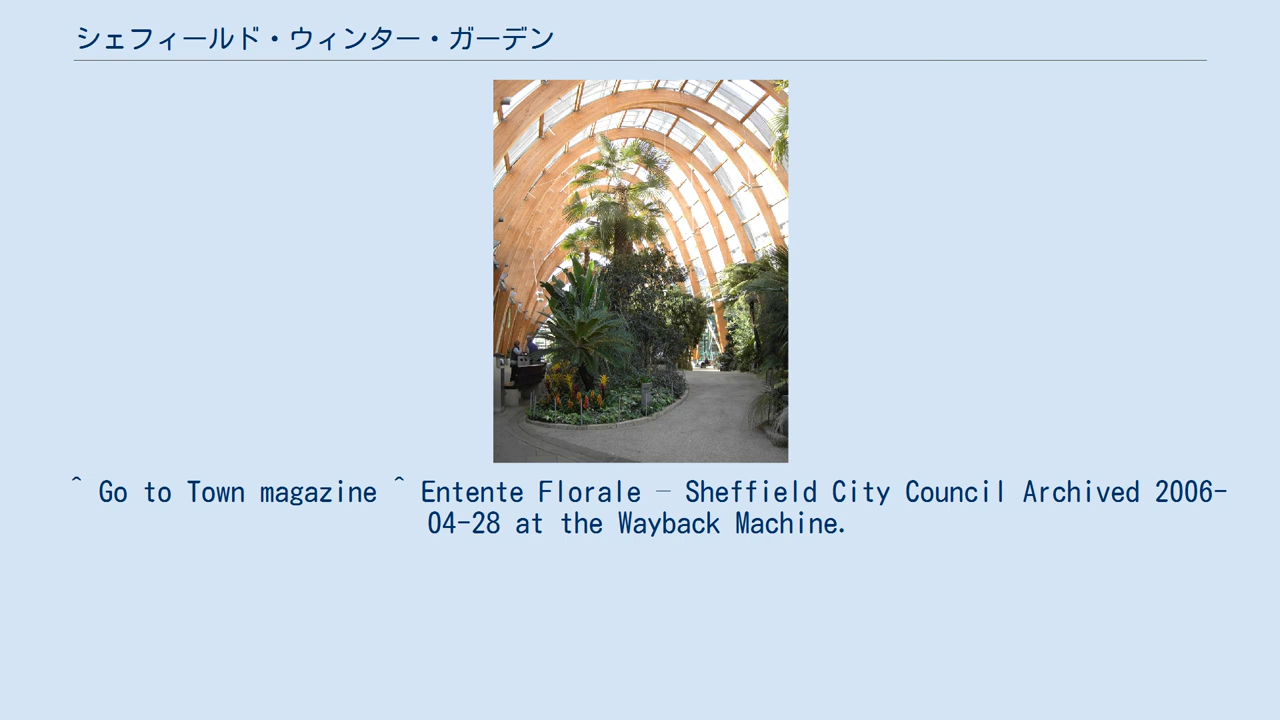 シェフィールド・ウィンター・ガーデン
^ Go to Town magazine ^ Entente Florale — Sheffield City Council Archived 2006-
04-28 at the Wayback Machine.